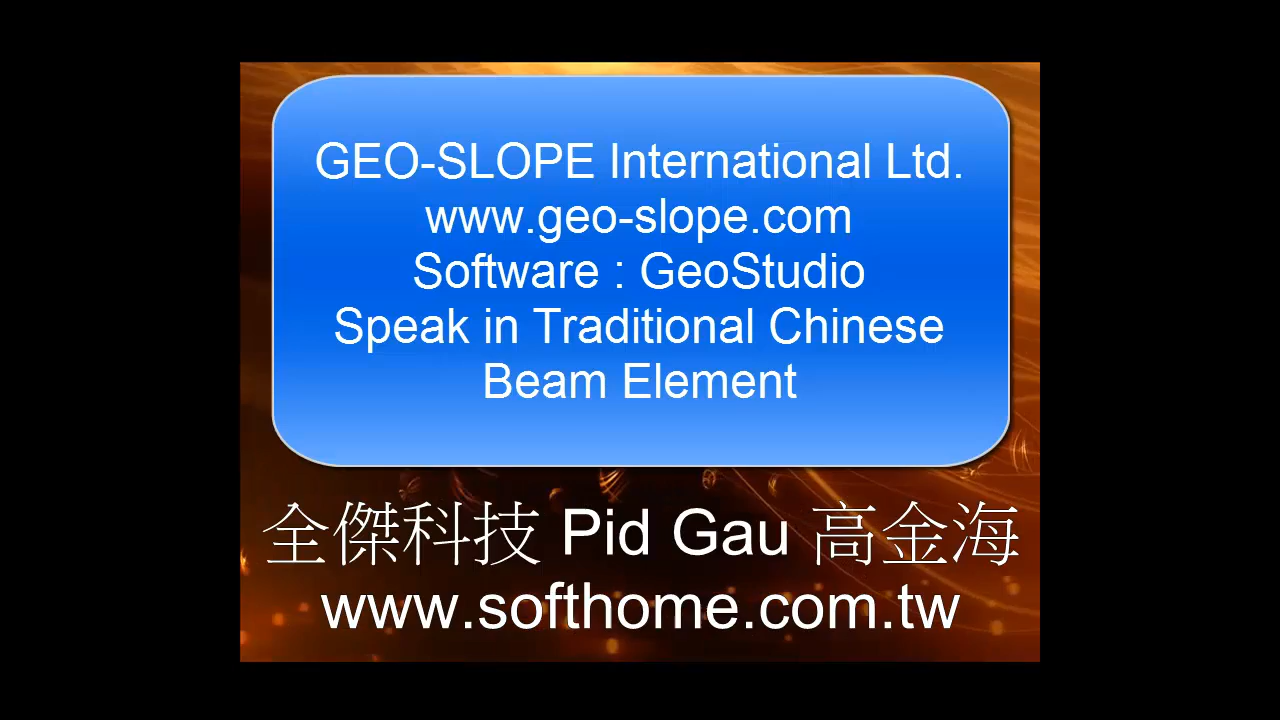 GEO-SLOPE International Ltd.
www.geo-slope.com
Software : GeoStudio
Speak in Traditional Chinese
Beam Element
全傑科技 Pid Gau 高金海
www.softhome.com.tw